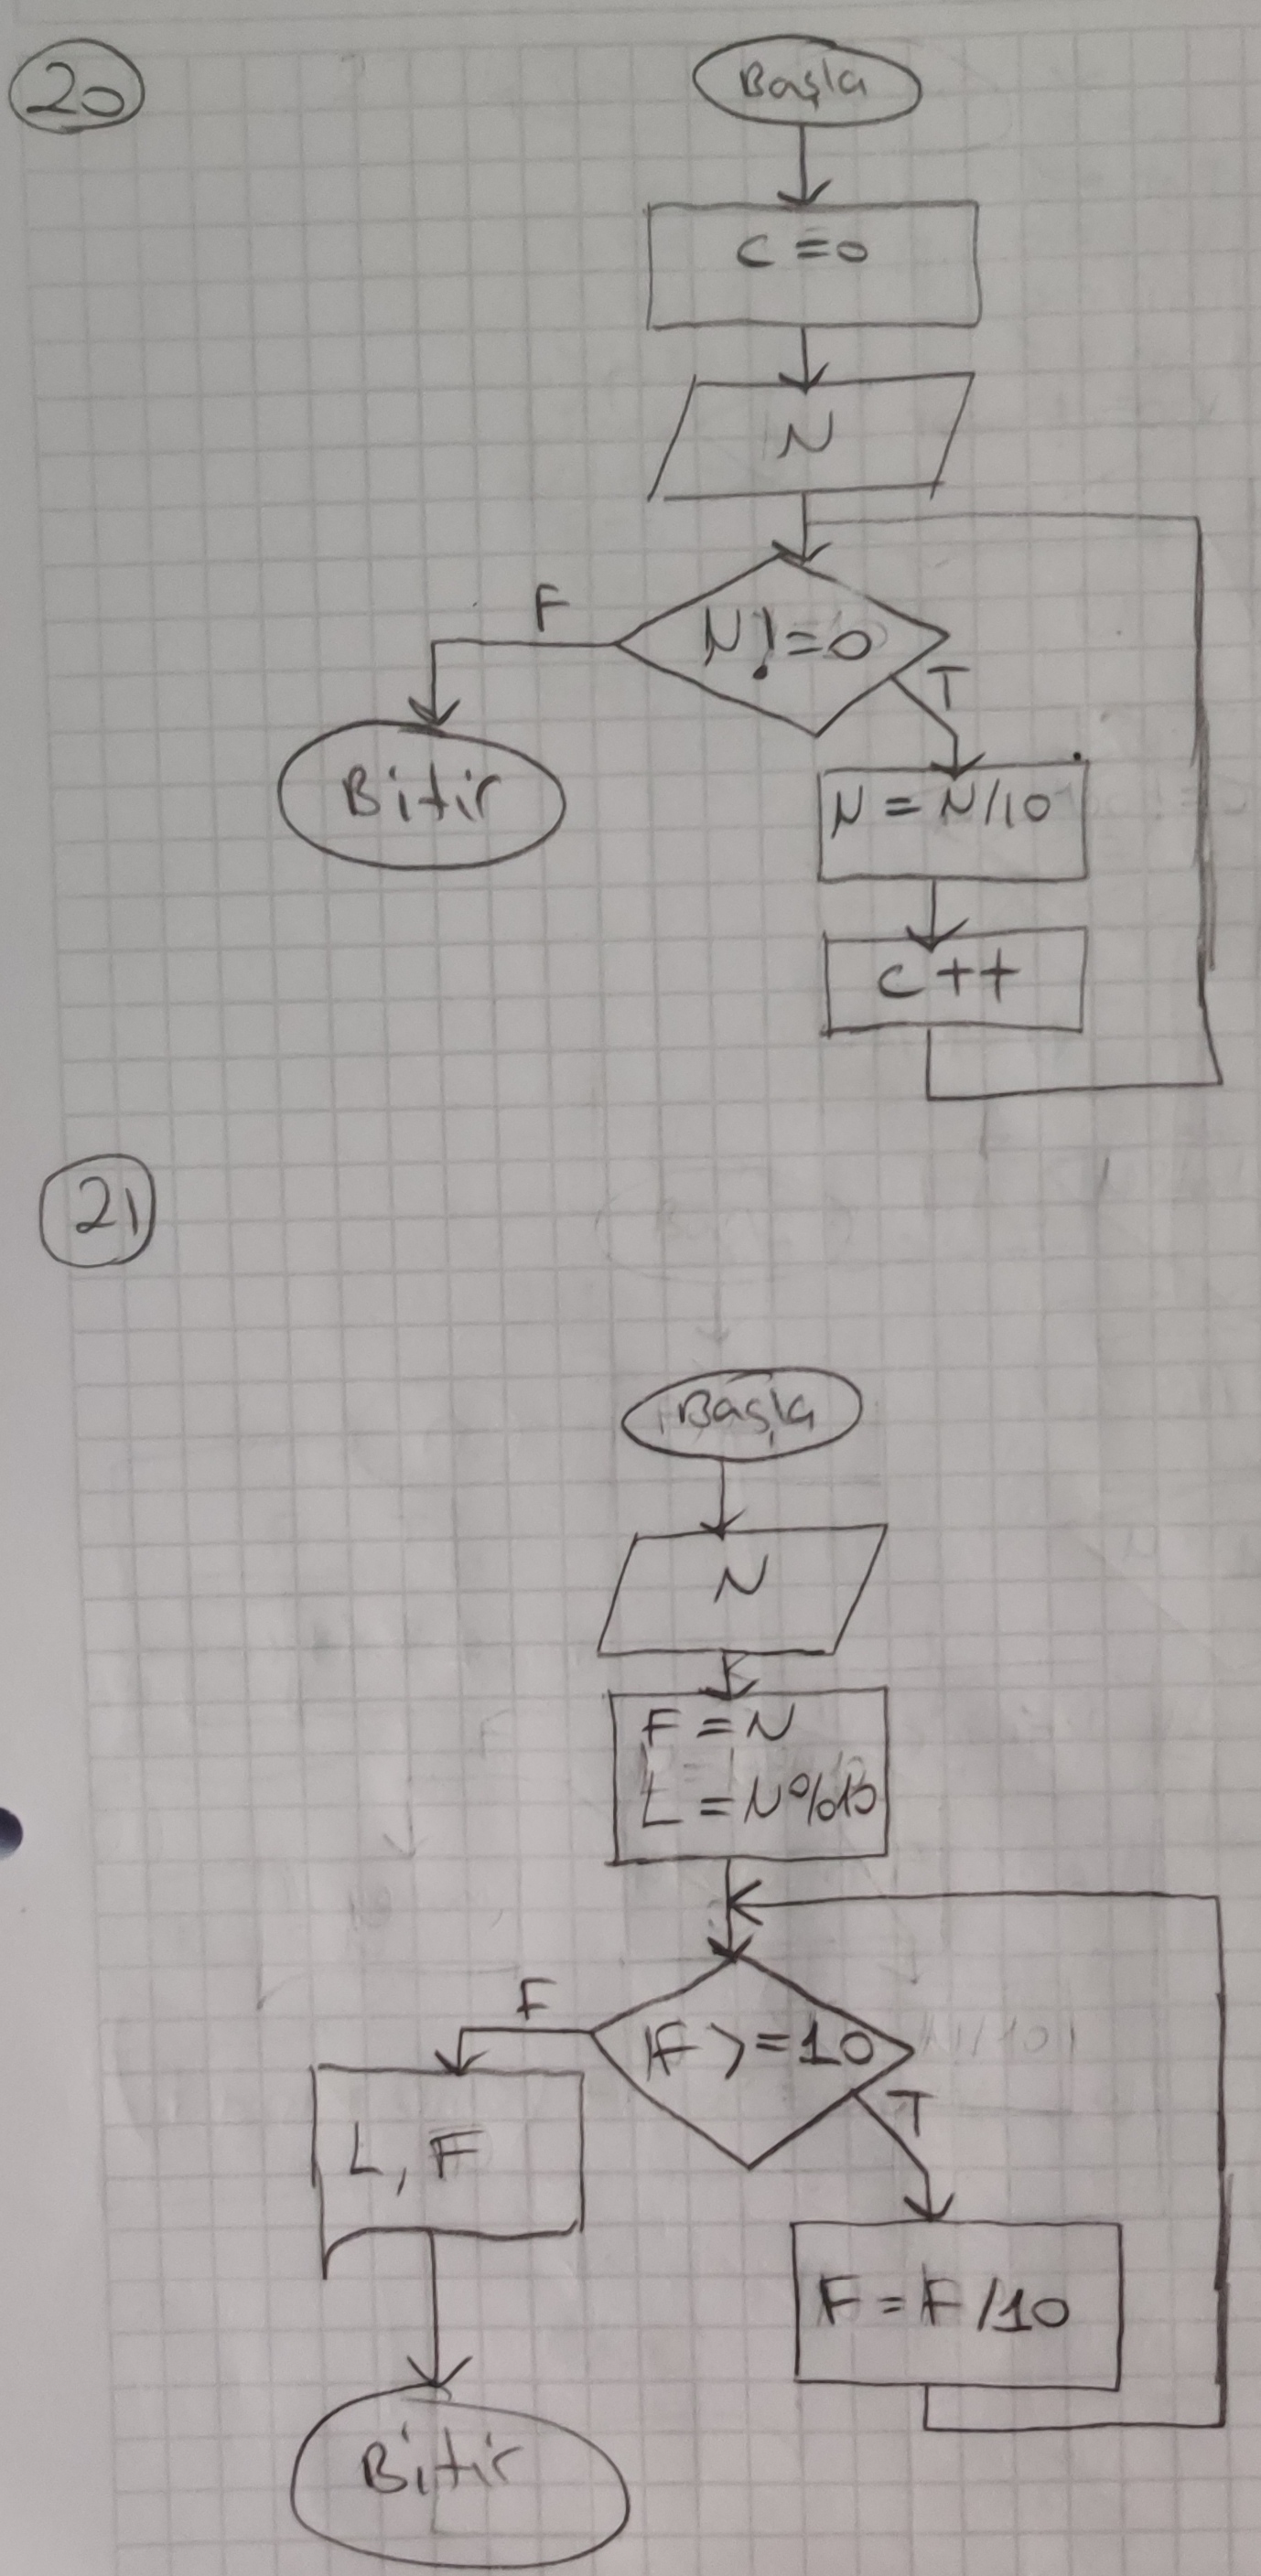 20
Başla
C=0
N
N!=0
F
T
Bitir
N=N/10
C++
21
Başla
N
F=N
L=N%10
F>=10
F
T
L, F
F=F/10
Bitir